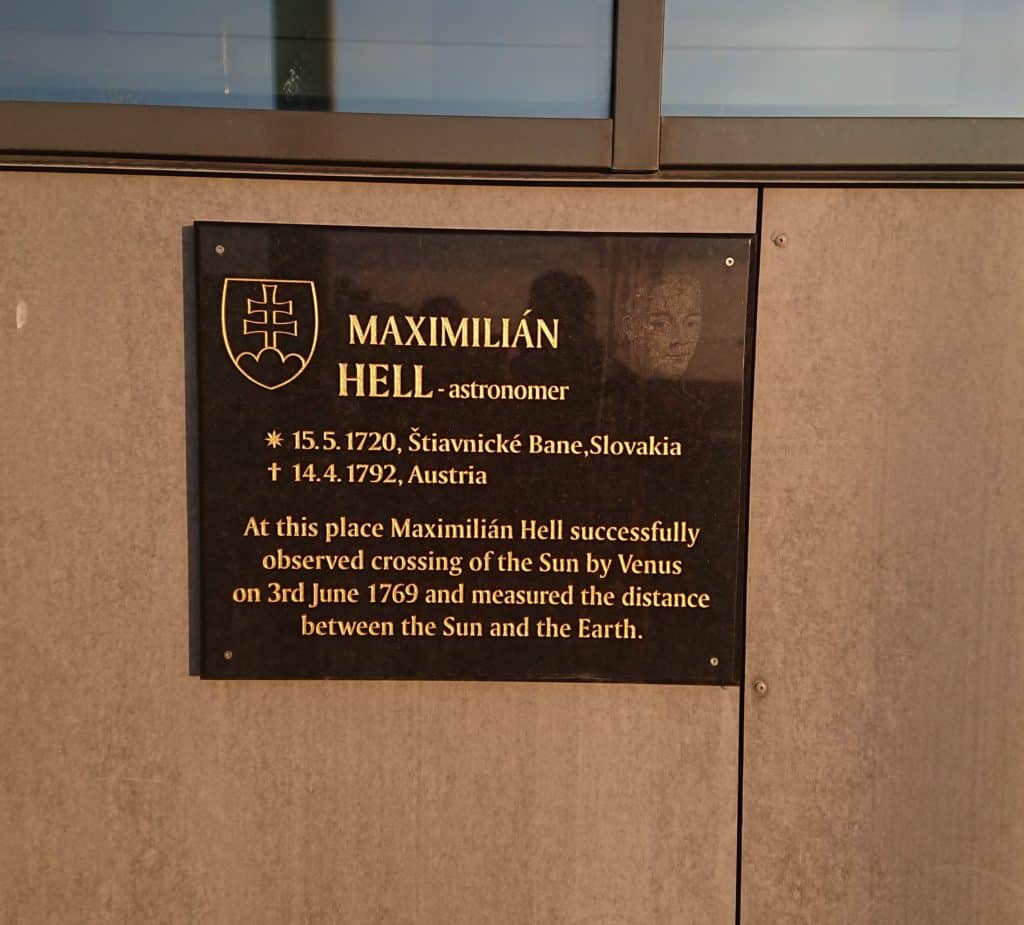 MAXIMILIÁN
HELL - astronomer
✷ 15.5.1720, Štiavnické Bane,Slovakia
✝ 14.4.1792, Austria
At this place Maximilián Hell successfully
observed crossing of the Sun by Venus
on 3rd June 1769 and measured the distance
between the Sun and the Earth.